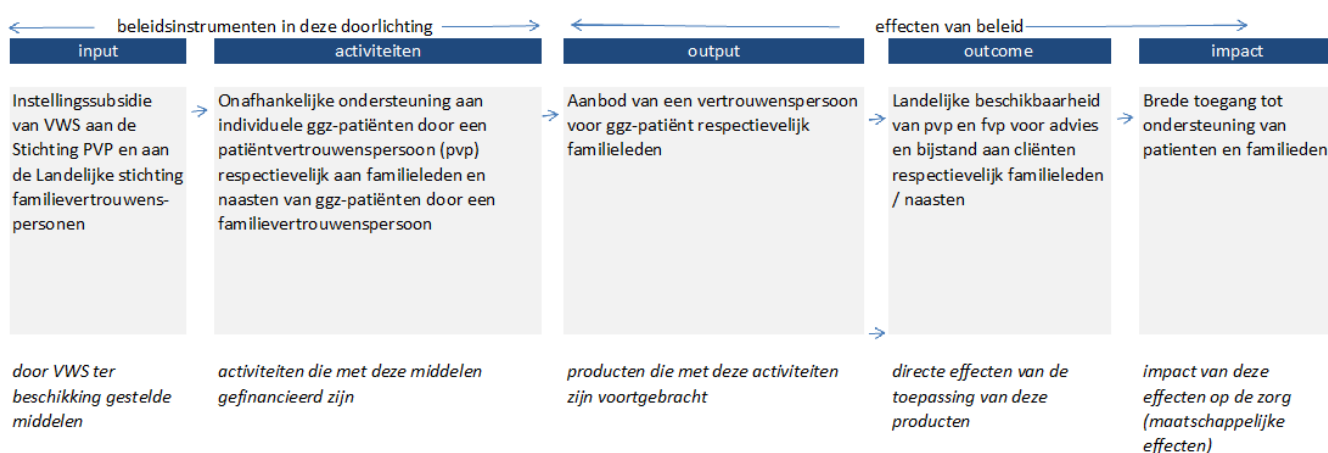 beleidsinstrumenten in deze doorlichting
effecten van beleid
input
activiteiten
output
outcome
impact
Instellingssubsidie
van VWS aan de
Stichting PVP en aan
de Landelijke stichting
familievertrouwens-
personen
Onafhankelijke ondersteuning aan
individuele ggz-patiënten door een
patiëntvertrouwenspersoon (pvp)
respectievelijk aan familieleden en
naasten van ggz-patiënten door een
familievertrouwenspersoon
Aanbod van een vertrouwenspersoon
voor ggz-patiënt respectievelijk
familieleden
Landelijke beschikbaarheid
van pvp en fvp voor advies
en bijstand aan cliënten
respectievelijk familieleden
/ naasten
Brede toegang tot
ondersteuning van
patienten en familieden
door VWS ter
beschikking gestelde
middelen
activiteiten die met deze middelen
gefinancierd zijn
producten die met deze activiteiten
zijn voortgebracht
directe effecten van de
toepassing van deze
producten
impact van deze
effecten op de zorg
(maatschappelijke
effecten)